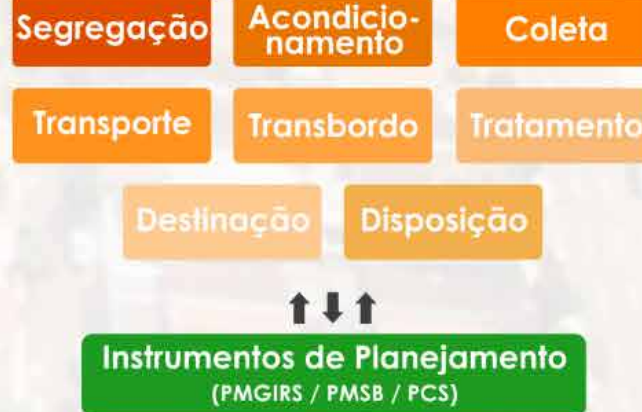 Segregação
Acondicio-
namento
Coleta
Transporte
Transbordo
Tratamento
Destinação
Disposição
Instrumentos de Planejamento
(PMGIRS / PMSB / PCS)